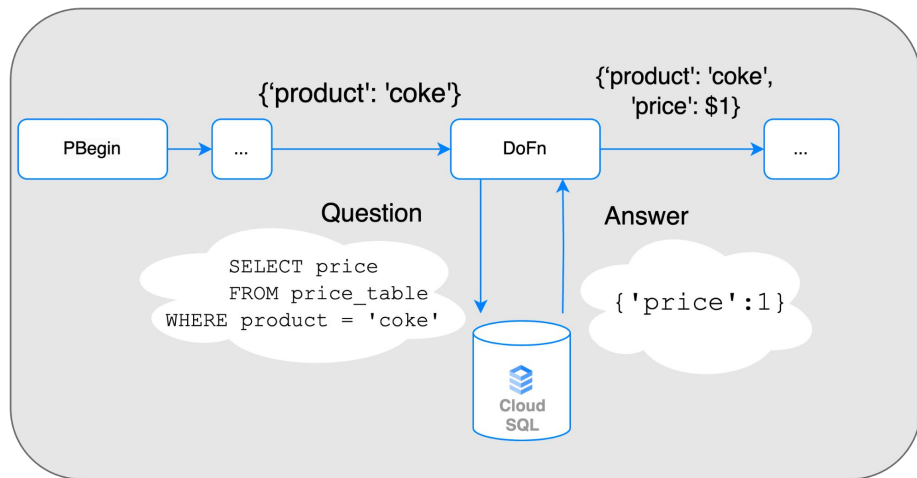 {‘product': 'coke'}
{‘product': 'coke',
'price': $1}
PBegin
...
DoFn
...
Question
Answer
SELECT price
FROM price_table
WHERE product = 'coke'
{'price':1}
Cloud
SQL